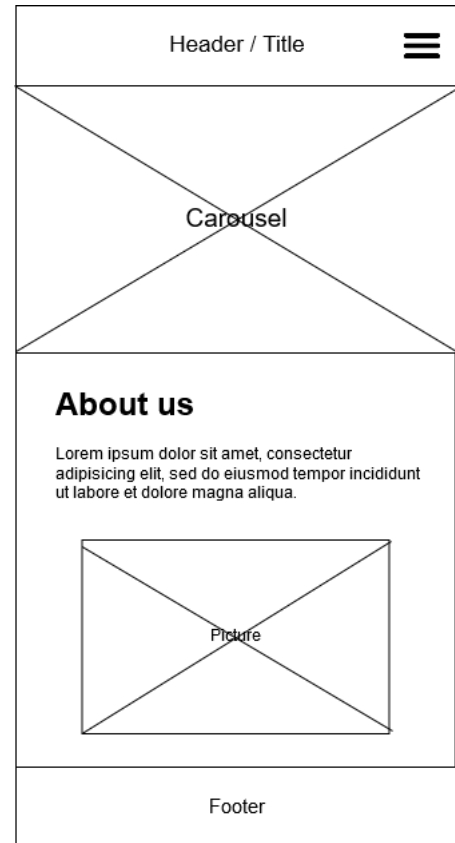 Header / Title
Carousel
About us
Lorem ipsum dolor sit amet, consectetur
adipisicing elit, sed do eiusmod tempor incididunt
ut labore et dolore magna aliqua.
Picture
Footer